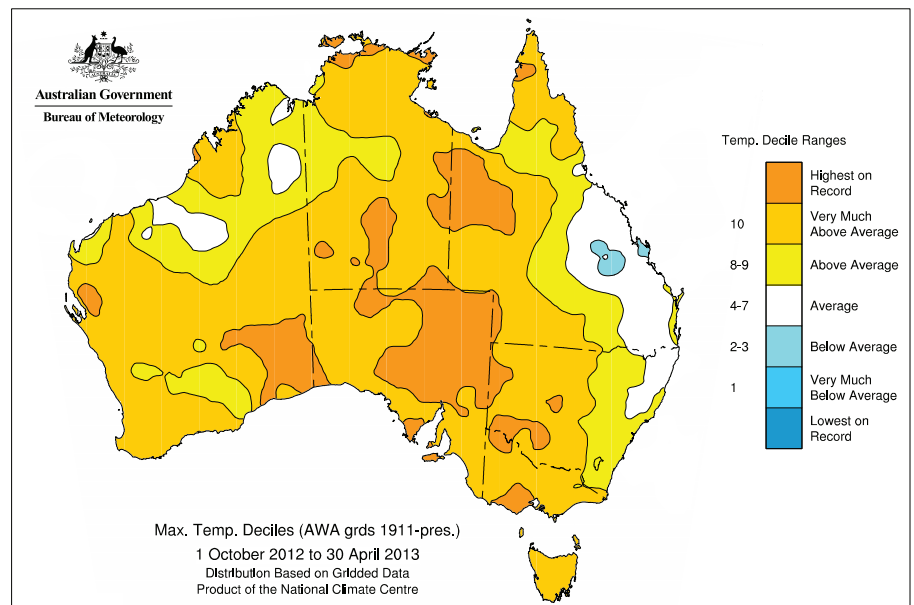 Australian Government
Bureau of Meteorology
Temp. Decile Ranges
Highest on
Record
10
Very Much
Above Average
8-9
Above Average
4-7
Average
2-3
Below Average
1
Very Much
Below Average
Lowest on
Record
Max. Temp. Deciles (AWA grds 1911-pres.)
1 October 2012 to 30 April 2013
Distribution Based on Gridded Data
Product of the National Climate Centre